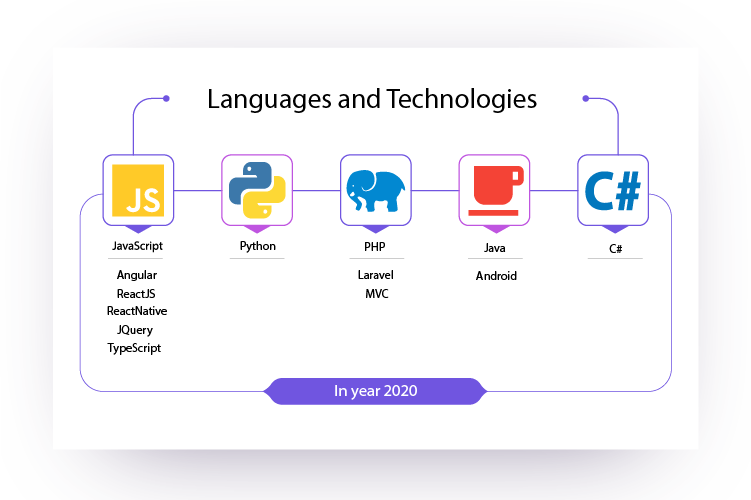 Languages and Technologies
JS
C#
JavaScript
Angular
ReactJS
ReactNative
JQuery
TypeScript
Python
PHP
Laravel
MVC
Java
Android
C#
In year 2020